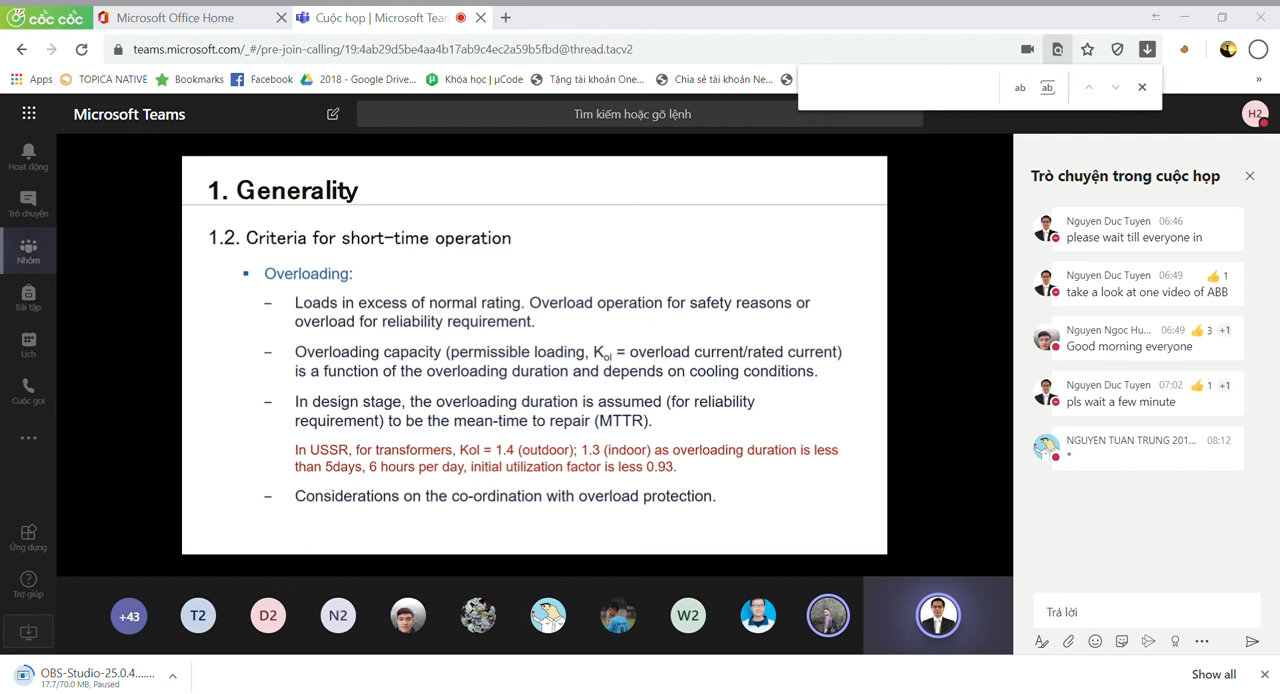 cốc cốc
Microsoft Office Home
Cuộc họp | Microsoft Tear
teams.microsoft.com/_#/pre-join-calling/19:4ab29d5be4aa4b17ab9c4ec2a59b5fbd@thread.tacv2
Apps
TOPICA NATIVE
Bookmarks
Facebook
2018 - Google Drive...
Khóa học | µCode
Tặng tài khoản One...
Chia sẻ tài khoản Ne...
»
ab
ab
Microsoft Teams
Tìm kiếm hoặc gõ lệnh
H2
Hoạt động
Trò chuyện
Nhóm
Bài tập
Lịch
Cuộc gọi
Ứng dụng
Trợ giúp
1. Generality
1.2. Criteria for short-time operation
▪ Overloading:
– Loads in excess of normal rating. Overload operation for safety reasons or
overload for reliability requirement.
– Overloading capacity (permissible loading, Kol = overload current/rated current)
is a function of the overloading duration and depends on cooling conditions.
– In design stage, the overloading duration is assumed (for reliability
requirement) to be the mean-time to repair (MTTR).
In USSR, for transformers, Kol = 1.4 (outdoor); 1.3 (indoor) as overloading duration is less
than 5days, 6 hours per day, initial utilization factor is less 0.93.
– Considerations on the co-ordination with overload protection.
+43
T2
D2
N2
W2
Trò chuyện trong cuộc họp
Nguyen Duc Tuyen 06:46
please wait till everyone in
Nguyen Duc Tuyen 06:49 👍 1
take a look at one video of ABB
Nguyen Ngoc Hu... 06:49 👍 3 +1
Good morning everyone
Nguyen Duc Tuyen 07:02 👍 1 +1
pls wait a few minute
NGUYEN TUAN TRUNG 201... 08:12
*
Trả lời
OBS-Studio-25.0.4.......
17.7/70.0 MB, Paused
Show all